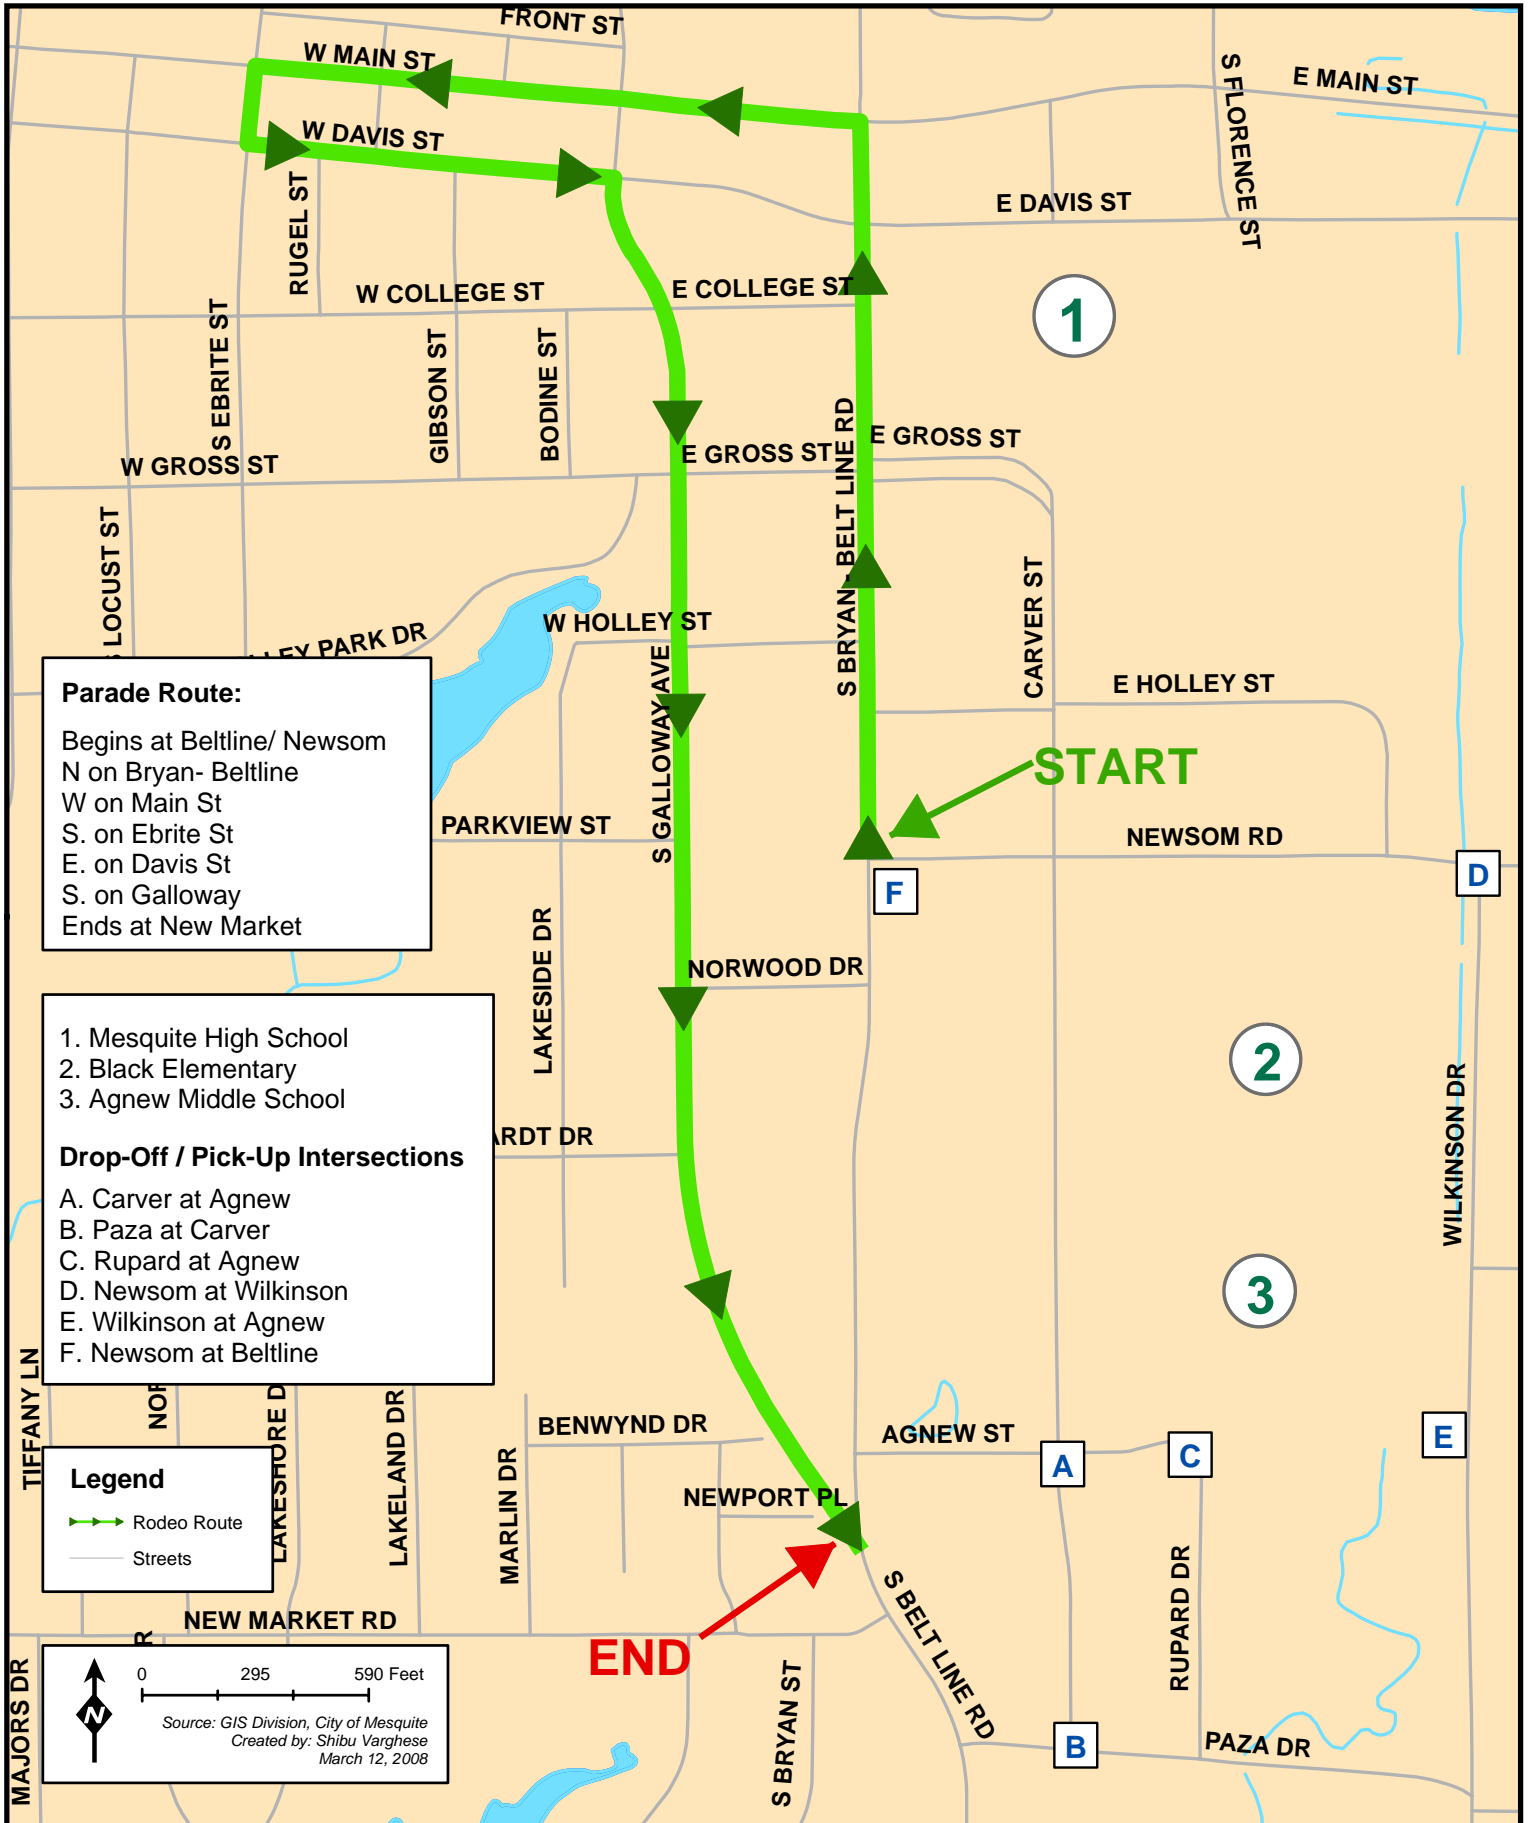 FRONT ST
W MAIN ST
E MAIN ST
S FLORENCE ST
W DAVIS ST
E DAVIS ST
RUGEL ST
W COLLEGE ST
E COLLEGE ST
1
S EBRITE ST
GIBSON ST
BODINE ST
S BRYAN - BELT LINE RD
E GROSS ST
E GROSS ST
W GROSS ST
S LOCUST ST
CARVER ST
W HOLLEY ST
LLEY PARK DR
E HOLLEY ST
S GALLOWAY AVE
START
Parade Route:
Begins at Beltline/ Newsom
N on Bryan- Beltline
W on Main St
S. on Ebrite St
E. on Davis St
S. on Galloway
Ends at New Market
PARKVIEW ST
NEWSOM RD
D
F
LAKESIDE DR
NORWOOD DR
1. Mesquite High School
2. Black Elementary
3. Agnew Middle School
Drop-Off / Pick-Up Intersections
A. Carver at Agnew
B. Paza at Carver
C. Rupard at Agnew
D. Newsom at Wilkinson
E. Wilkinson at Agnew
F. Newsom at Beltline
2
ARDT DR
WILKINSON DR
3
TIFFANY LN
NOR
LAKESHORE D
LAKELAND DR
MARLIN DR
BENWYND DR
AGNEW ST
A
C
E
NEWPORT PL
Legend
Rodeo Route
Streets
S BELT LINE RD
RUPARD DR
NEW MARKET RD
END
R
MAJORS DR
0 295 590 Feet
N
Source: GIS Division, City of Mesquite
Created by: Shibu Varghese
March 12, 2008
S BRYAN ST
B
PAZA DR